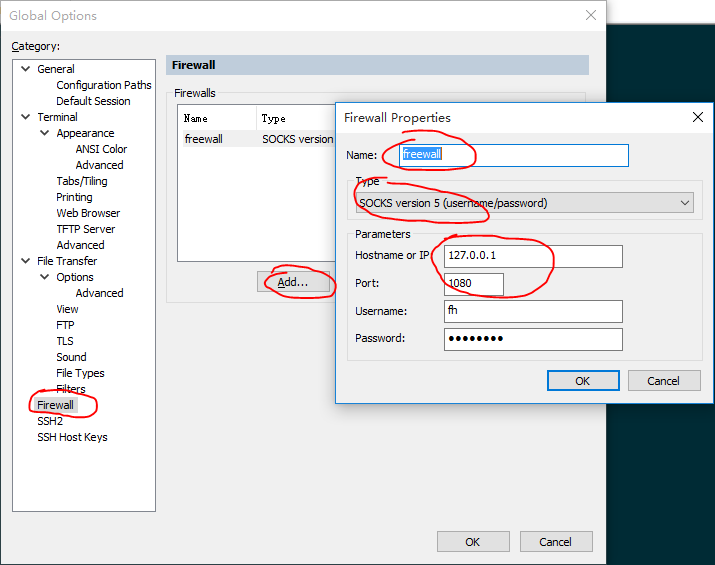 Global Options
Category:
General
Configuration Paths
Default Session
Terminal
Appearance
ANSI Color
Advanced
Tabs/Tiling
Printing
Web Browser
TFTP Server
Advanced
File Transfer
Options
Advanced
View
FTP
TLS
Sound
File Types
Filters
Firewall
SSH2
SSH Host Keys
Firewall
Firewalls
Name Type
freewall SOCKS version
Add...
OK Cancel
Firewall Properties
Name: freewall
Type
SOCKS version 5 (username/password)
Parameters
Hostname or IP: 127.0.0.1
Port: 1080
Username: fh
Password: ••••••••
OK Cancel